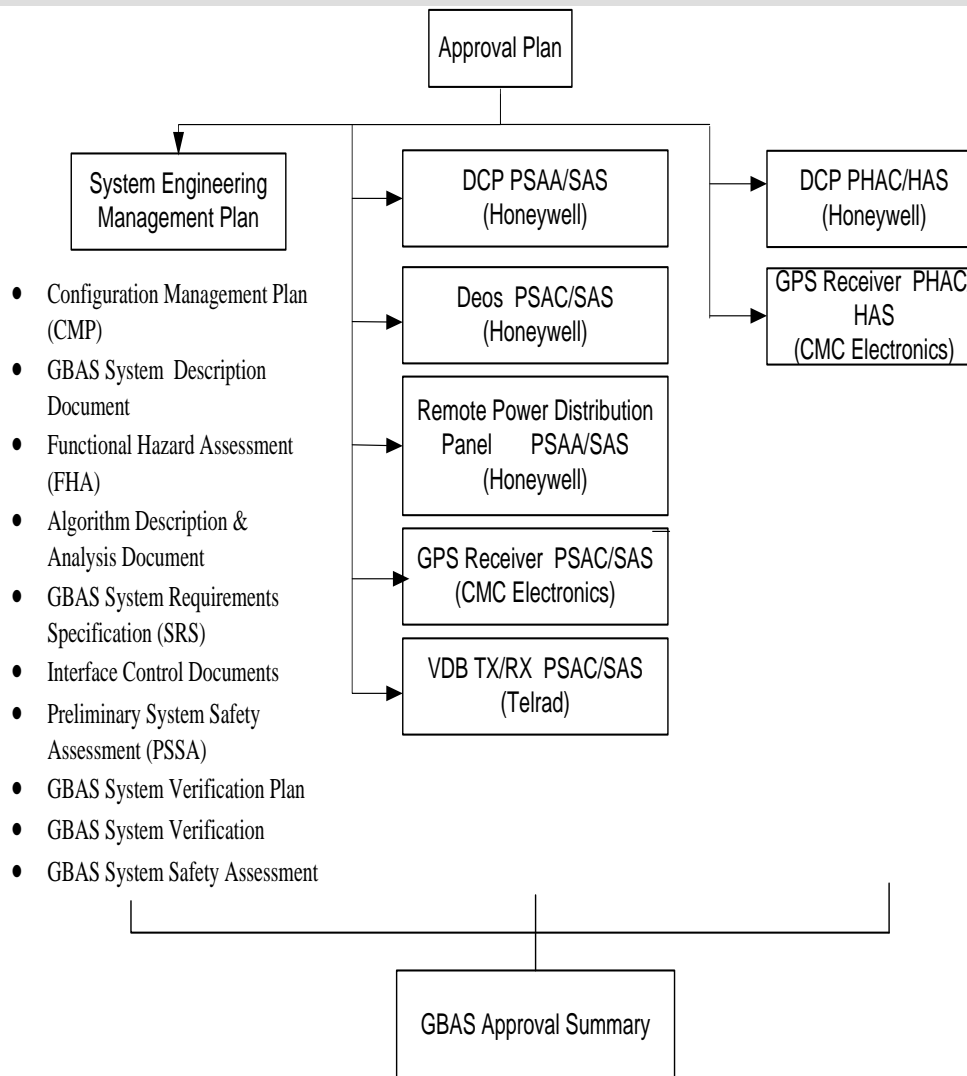 Approval Plan
System Engineering
Management Plan
• Configuration Management Plan
(CMP)
• GBAS System Description
Document
• Functional Hazard Assessment
(FHA)
• Algorithm Description &
Analysis Document
• GBAS System Requirements
Specification (SRS)
• Interface Control Documents
• Preliminary System Safety
Assessment (PSSA)
• GBAS System Verification Plan
• GBAS System Verification
• GBAS System Safety Assessment
DCP PSAA/SAS
(Honeywell)
Deos PSAC/SAS
(Honeywell)
Remote Power Distribution
Panel PSAA/SAS
(Honeywell)
GPS Receiver PSAC/SAS
(CMC Electronics)
VDB TX/RX PSAC/SAS
(Telrad)
DCP PHAC/HAS
(Honeywell)
GPS Receiver PHAC
HAS
(CMC Electronics)
GBAS Approval Summary